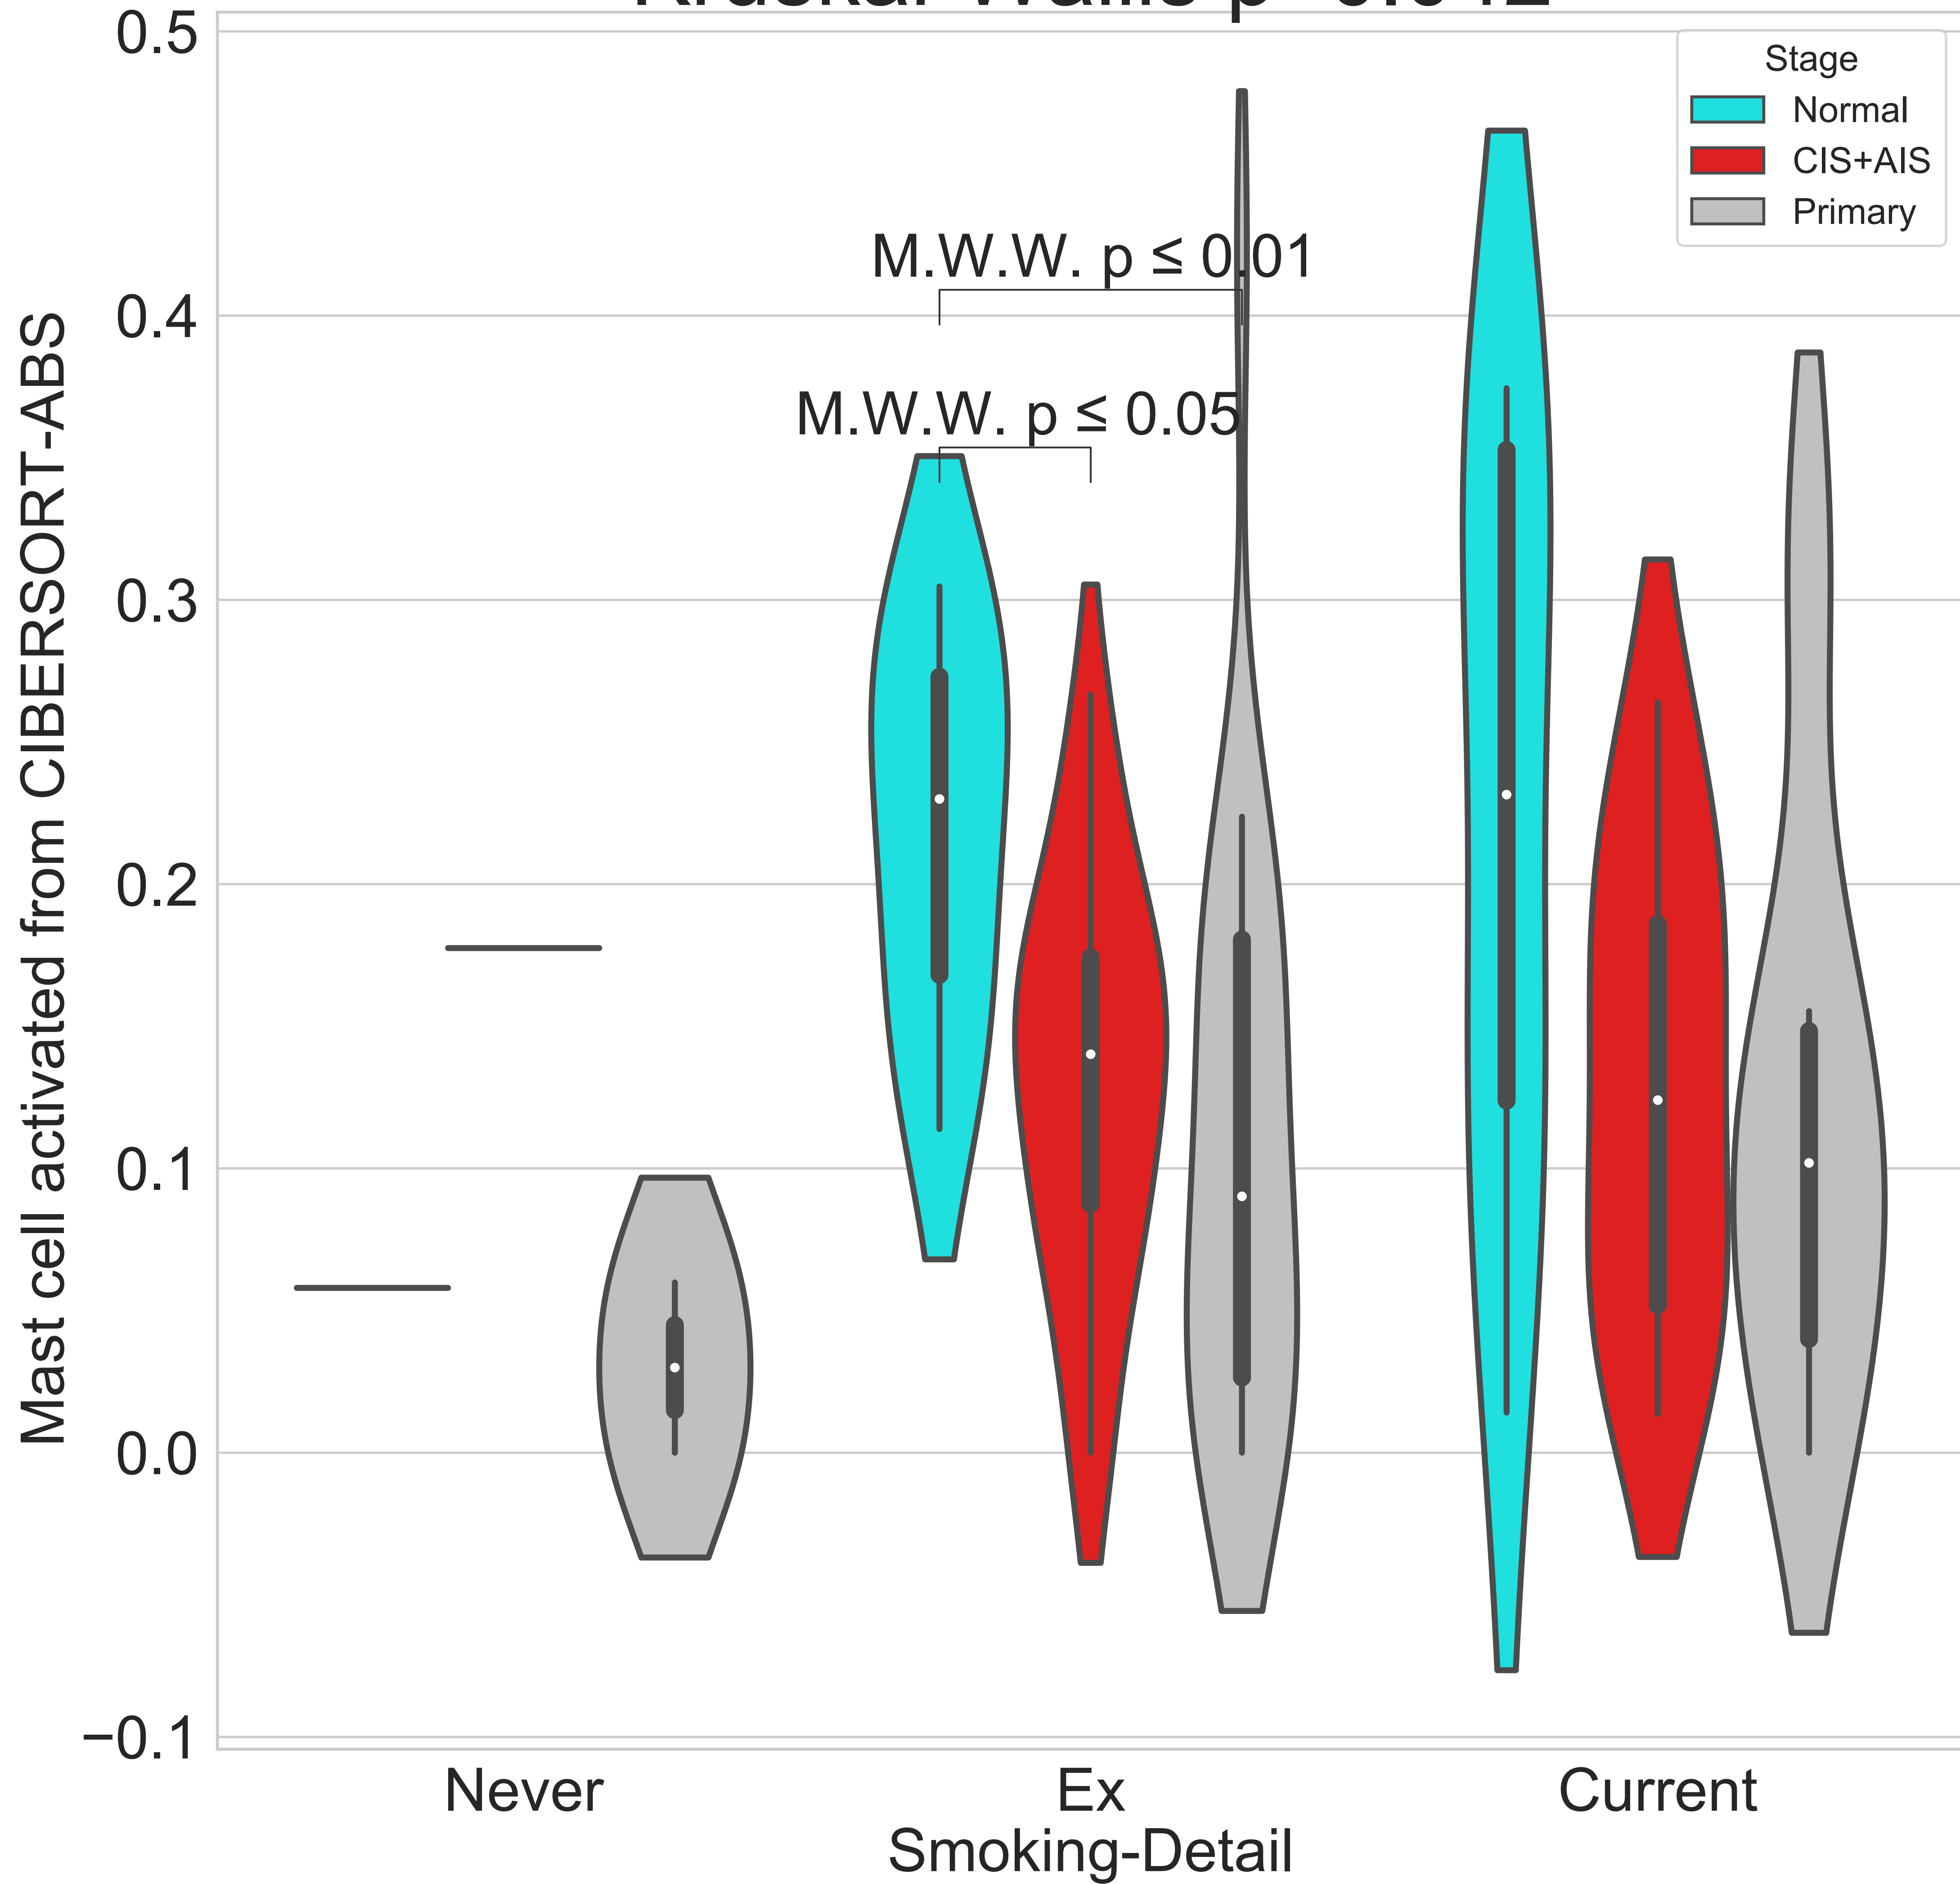 Stage
Normal
CIS+AIS
Primary
M.W.W. p ≤ 0.01
M.W.W. p ≤ 0.05
Mast cell activated from CIBERSORT-ABS
0.5
0.4
0.3
0.2
0.1
0.0
−0.1
Never
Ex
Current
Smoking-Detail